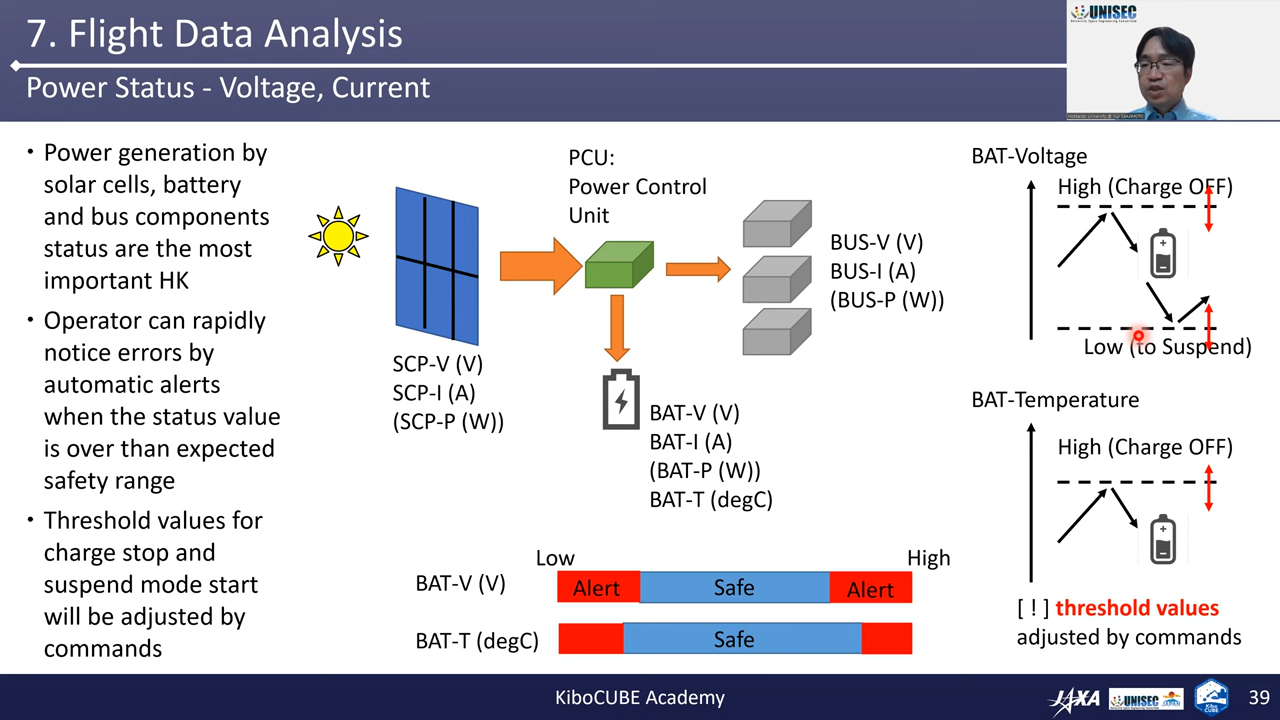 7. Flight Data Analysis
Power Status - Voltage, Current
UNISEC
• Power generation by
solar cells, battery
and bus components
status are the most
important HK
• Operator can rapidly
notice errors by
automatic alerts
when the status value
is over than expected
safety range
• Threshold values for
charge stop and
suspend mode start
will be adjusted by
commands
PCU:
Power Control
Unit
SCP-V (V)
SCP-I (A)
(SCP-P (W))
BUS-V (V)
BUS-I (A)
(BUS-P (W))
BAT-V (V)
BAT-I (A)
(BAT-P (W))
BAT-T (degC)
Low
High
BAT-V (V)
Alert
Safe
Alert
BAT-T (degC)
Safe
BAT-Voltage
High (Charge OFF)
Low (to Suspend)
BAT-Temperature
High (Charge OFF)
[ ! ] threshold values
adjusted by commands
KiboCUBE Academy
JAXA
UNISEC
Kibo
CUBE
39